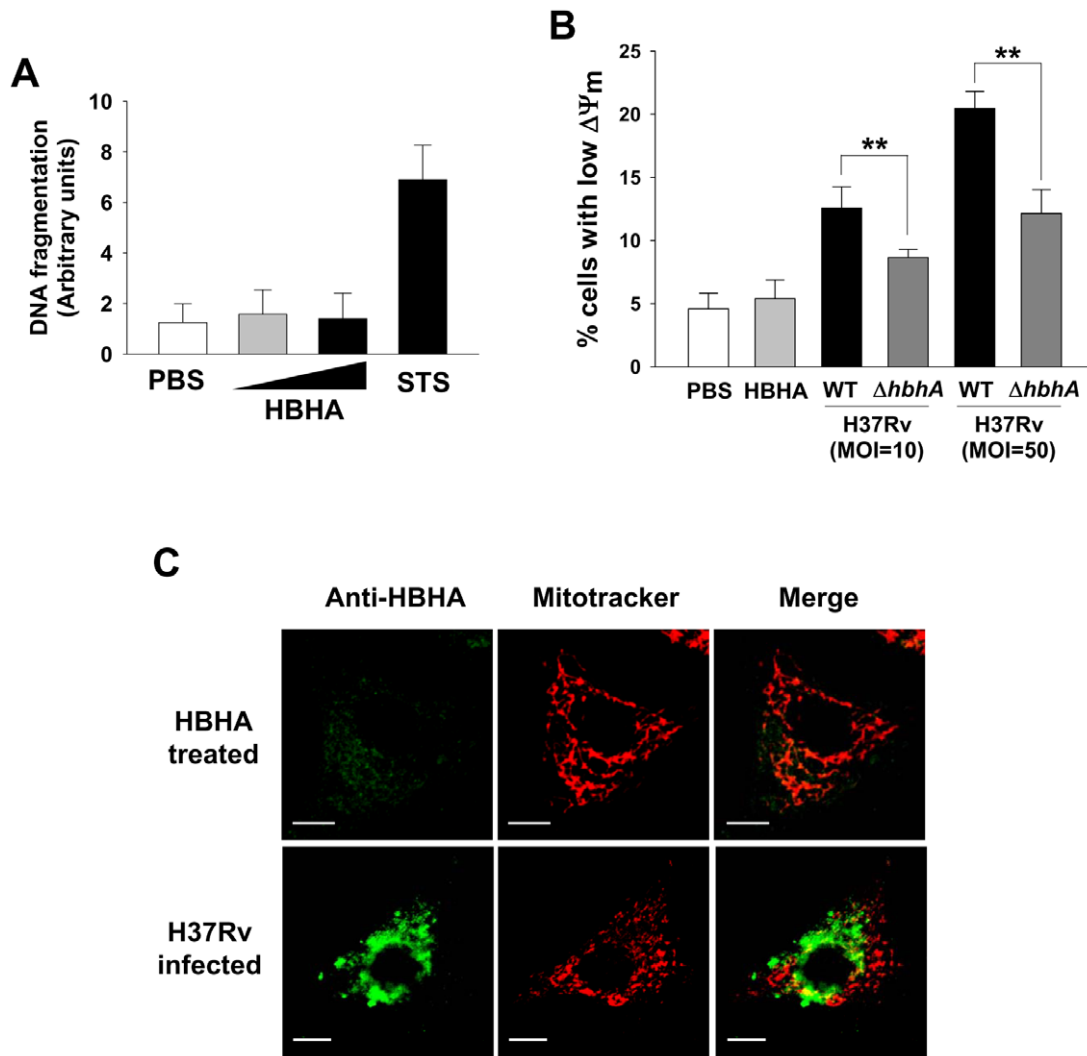 A
DNA fragmentation
(Arbitrary units)
10
8
6
4
2
0
PBS
HBHA
STS
B
% cells with low ΔΨm
25
20
15
10
5
0
**
**
PBS HBHA WT ΔhbhA WT ΔhbhA
H37Rv H37Rv
(MOI=10) (MOI=50)
C
Anti-HBHA Mitotracker Merge
HBHA
treated
H37Rv
infected